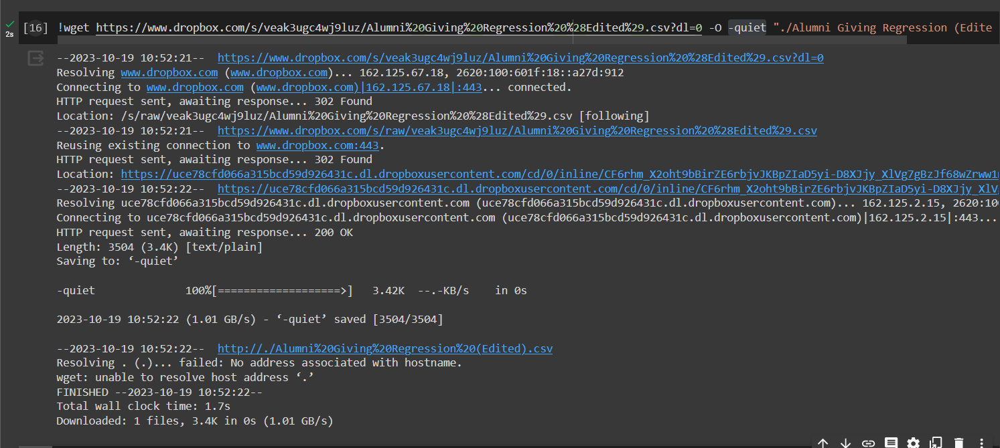 2s [16] !wget https://www.dropbox.com/s/veak3ugc4wj9luz/Alumni%20Giving%20Regression%20%28Edited%29.csv?dl=0 -O -quiet "./Alumni Giving Regression (Edite
--2023-10-19 10:52:21-- https://www.dropbox.com/s/veak3ugc4wj9luz/Alumni%20Giving%20Regression%20%28Edited%29.csv?dl=0
Resolving www.dropbox.com (www.dropbox.com)... 162.125.67.18, 2620:100:601f:18::a27d:912
Connecting to www.dropbox.com (www.dropbox.com)|162.125.67.18|:443... connected.
HTTP request sent, awaiting response... 302 Found
Location: /s/raw/veak3ugc4wj9luz/Alumni%20Giving%20Regression%20%28Edited%29.csv [following]
--2023-10-19 10:52:21-- https://www.dropbox.com/s/raw/veak3ugc4wj9luz/Alumni%20Giving%20Regression%20%28Edited%29.csv
Reusing existing connection to www.dropbox.com:443.
HTTP request sent, awaiting response... 302 Found
Location: https://uce78cfd066a315bcd59d926431c.dl.dropboxusercontent.com/cd/0/inline/CF6rhm_X2oht9bBirZE6rbjvJKBpZIaD5yi-D8XJjy_XlVg7gBzJf68wZrww1
--2023-10-19 10:52:22-- https://uce78cfd066a315bcd59d926431c.dl.dropboxusercontent.com/cd/0/inline/CF6rhm_X2oht9bBirZE6rbjvJKBpZIaD5yi-D8XJjy_XlV
Resolving uce78cfd066a315bcd59d926431c.dl.dropboxusercontent.com (uce78cfd066a315bcd59d926431c.dl.dropboxusercontent.com)... 162.125.2.15, 2620:10
Connecting to uce78cfd066a315bcd59d926431c.dl.dropboxusercontent.com (uce78cfd066a315bcd59d926431c.dl.dropboxusercontent.com)|162.125.2.15|:443...
HTTP request sent, awaiting response... 200 OK
Length: 3504 (3.4K) [text/plain]
Saving to: ‘-quiet’
-quiet 100%[===================>] 3.42K --.-KB/s in 0s
2023-10-19 10:52:22 (1.01 GB/s) - ‘-quiet’ saved [3504/3504]
--2023-10-19 10:52:22-- http://./Alumni%20Giving%20Regression%20(Edited).csv
Resolving . (.)... failed: No address associated with hostname.
wget: unable to resolve host address ‘.’
FINISHED --2023-10-19 10:52:22--
Total wall clock time: 1.7s
Downloaded: 1 files, 3.4K in 0s (1.01 GB/s)